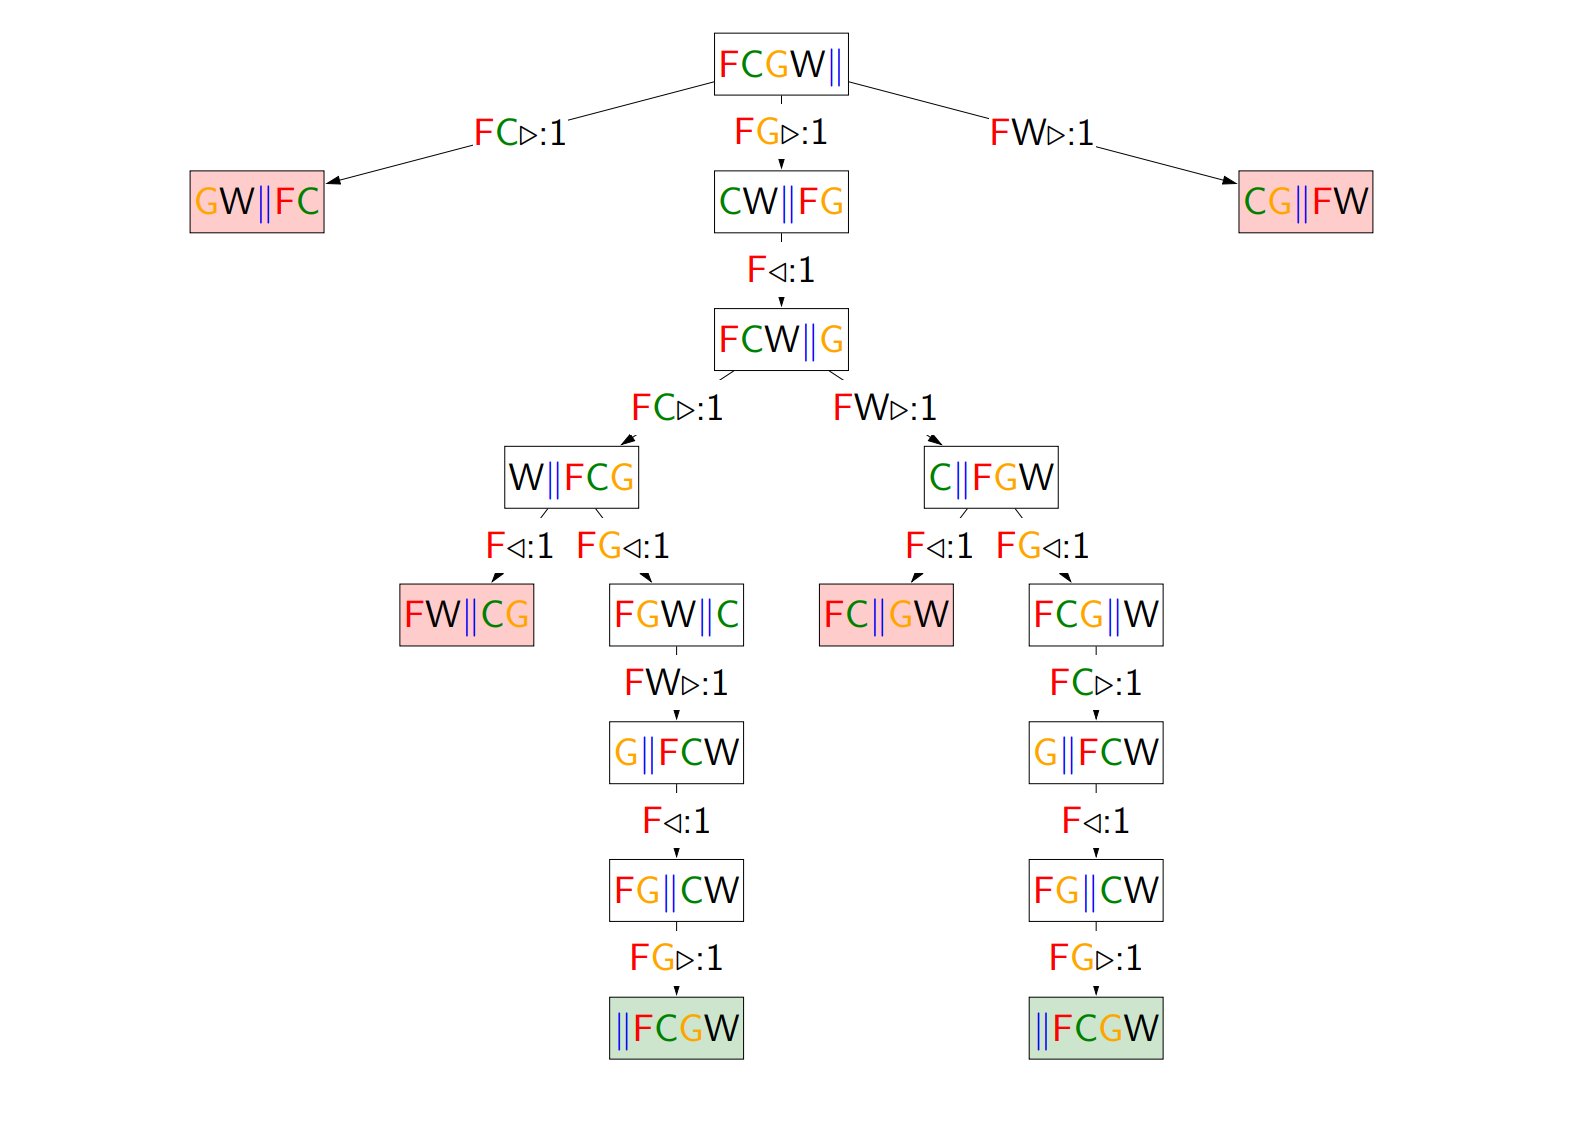 FCGW||
FC▷:1 FG▷:1 FW▷:1
GW||FC CW||FG CG||FW
F◁:1
FCW||G
FC▷:1 FW▷:1
W||FCG C||FGW
F◁:1 FG◁:1 F◁:1 FG◁:1
FW||CG FGW||C FC||GW FCG||W
FW▷:1 FC▷:1
G||FCW G||FCW
F◁:1 F◁:1
FG||CW FG||CW
FG▷:1 FG▷:1
||FCGW ||FCGW